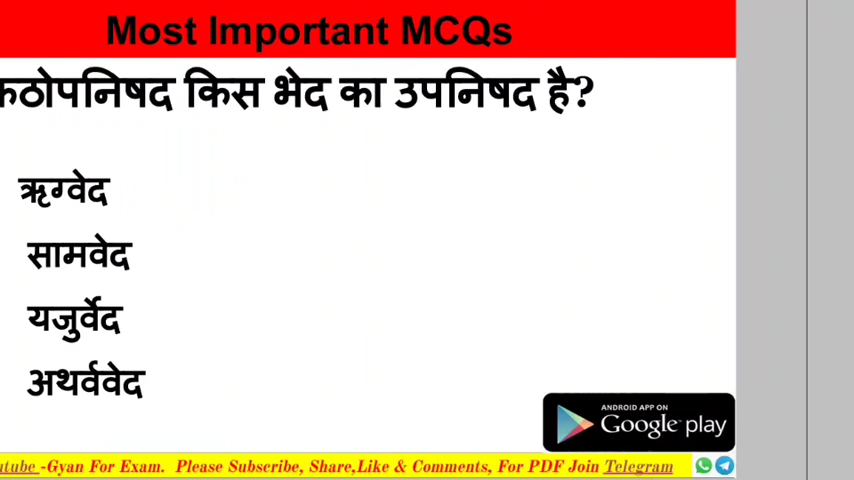 Most Important MCQs
कठोपनिषद किस भेद का उपनिषद है?
ऋग्वेद
सामवेद
यजुर्वेद
अथर्ववेद
ANDROID APP ON
Google play
utube -Gyan For Exam. Please Subscribe, Share,Like & Comments, For PDF Join Telegram